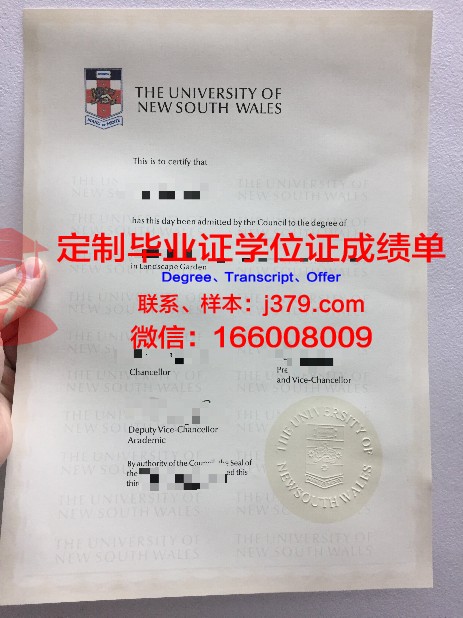 THE UNIVERSITY OF
NEW SOUTH WALES
This is to certify that
has this day been admitted by the Council to the degree of
定制毕业证学位证成绩单
in Landscape Garden
Degree、Transcript、Offer
联系、样本：j379.com
微信：166008009
Chancellor
Pre
and Vice-Chancellor
Deputy Vice-Chancellor
Academic
By authority of the Council, the Seal of
the
ed this
THE UNIVERSITY OF
NEW SOUTH WALES